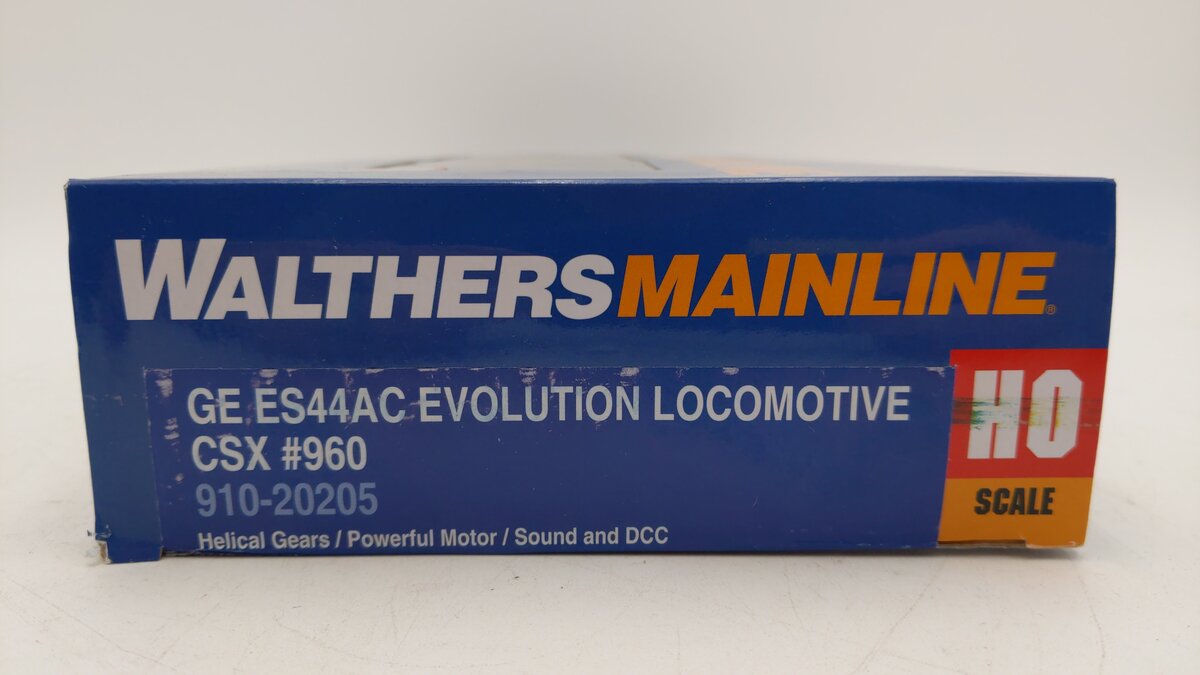 WALTHERSMAINLINE®
GE ES44AC EVOLUTION LOCOMOTIVE
CSX #960
910-20205
Helical Gears / Powerful Motor / Sound and DCC
HO
SCALE